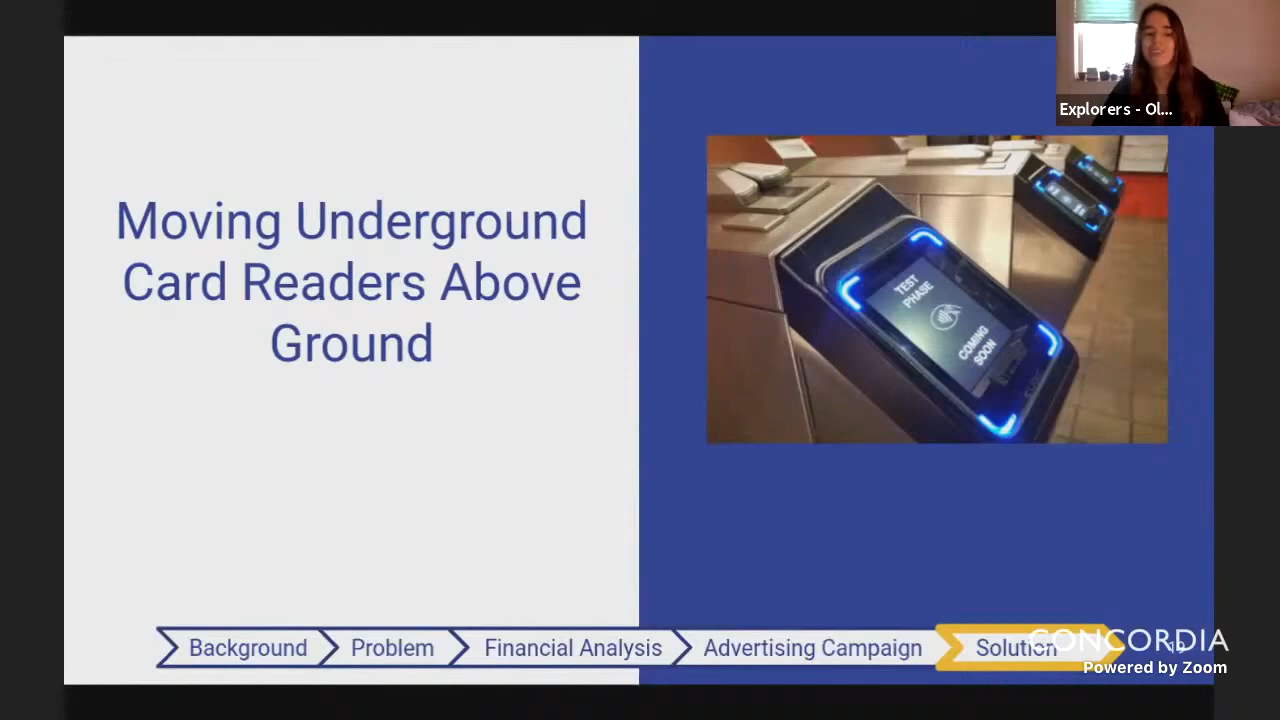 Explorers - Ol...
Moving Underground
Card Readers Above
Ground
TEST
PHASE
COMING
SOON
Background
Problem
Financial Analysis
Advertising Campaign
Solution
CONCORDIA
Powered by Zoom